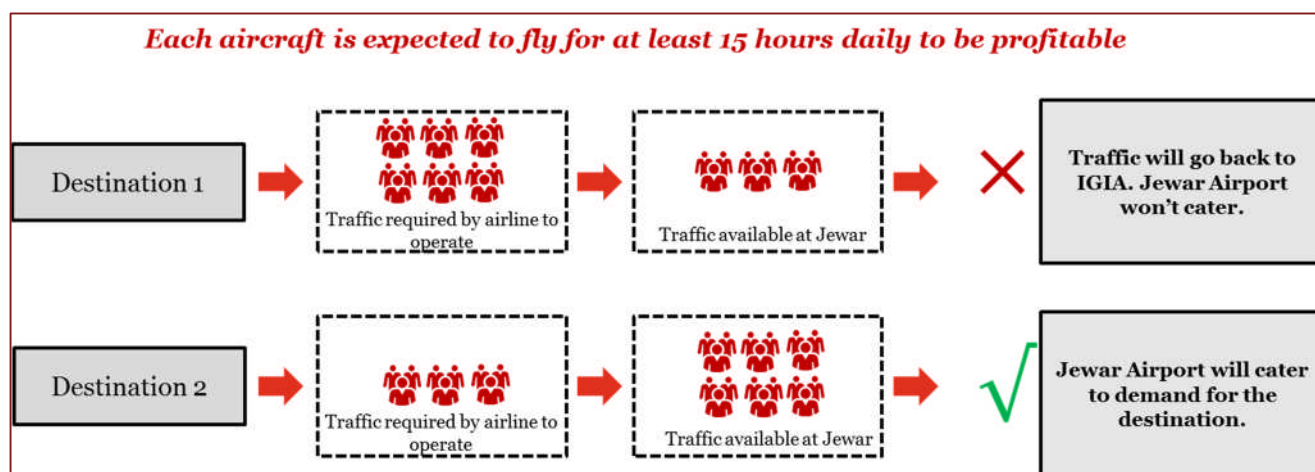 Each aircraft is expected to fly for at least 15 hours daily to be profitable
Destination 1
Traffic required by airline to
operate
Traffic available at Jewar
Traffic will go back to
IGIA. Jewar Airport
won't cater.
Destination 2
Traffic required by airline to
operate
Traffic available at Jewar
Jewar Airport will cater
to demand for the
destination.